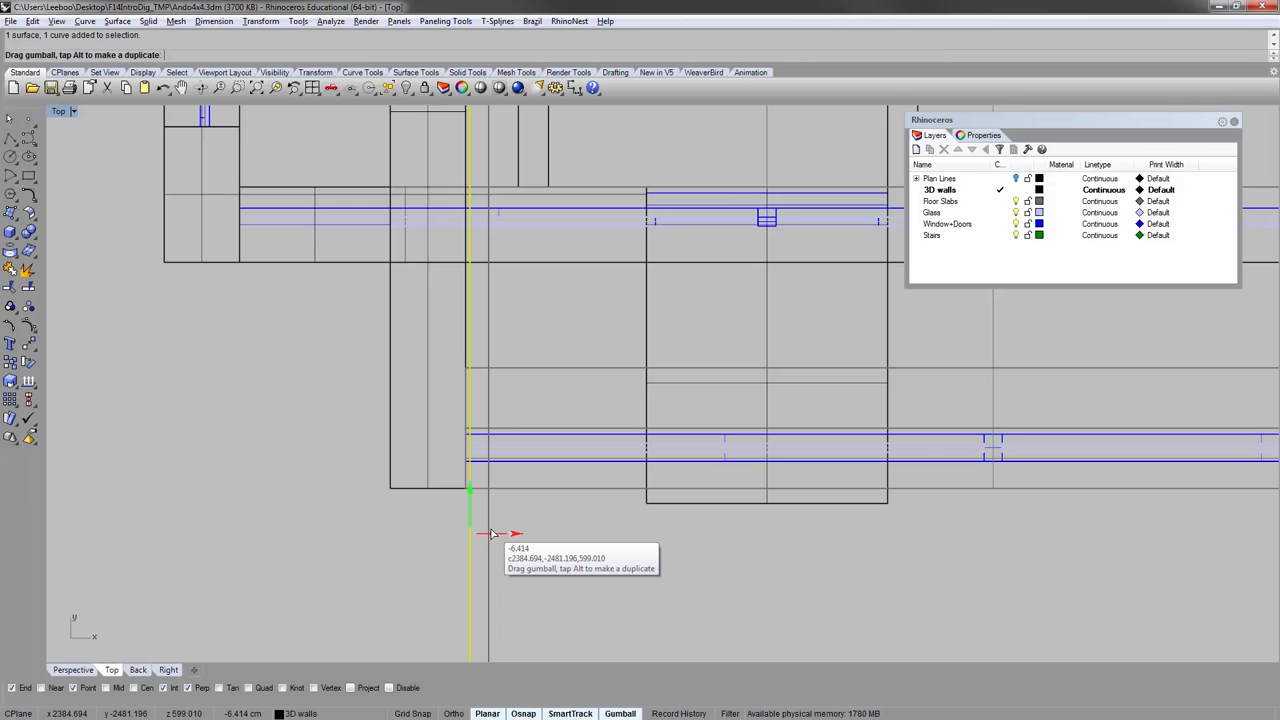 C:\Users\Leeboo\Desktop\F14IntroDig_TMP\Ando4x4.3dm (3700 KB) - Rhinoceros Educational (64-bit) - [Top]
File Edit View Curve Surface Solid Mesh Dimension Transform Tools Analyze Render Panels Paneling Tools T-Splines Brazil RhinoNest Help
1 surface, 1 curve added to selection.
Drag gumball, tap Alt to make a duplicate:
Standard CPlanes Set View Display Select Viewport Layout Visibility Transform Curve Tools Surface Tools Solid Tools Mesh Tools Render Tools Drafting New in V5 WeaverBird Animation
Top
Rhinoceros
Layers Properties
Name C... Material Linetype Print Width
Plan Lines Continuous Default
3D walls Continuous Default
Floor Slabs Continuous Default
Glass Continuous Default
Window+Doors Continuous Default
Stairs Continuous Default
-6.414
c2384.694,-2481.196,599.010
Drag gumball, tap Alt to make a duplicate
y
x
Perspective Top Back Right
End Near Point Mid Cen Int Perp Tan Quad Knot Vertex Project Disable
CPlane x 2384.694 y -2481.196 z 599.010 -6.414 cm 3D walls Grid Snap Ortho Planar Osnap SmartTrack Gumball Record History Filter Available physical memory: 1780 MB